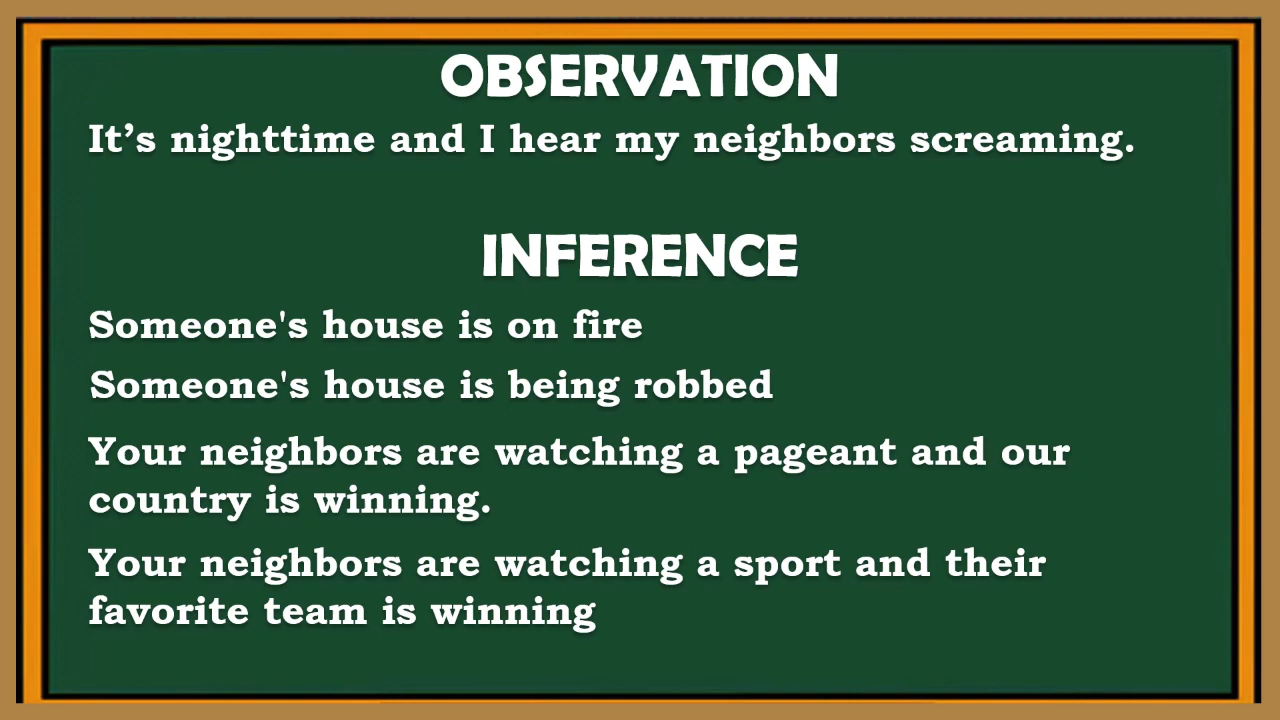 OBSERVATION
It’s nighttime and I hear my neighbors screaming.
INFERENCE
Someone's house is on fire
Someone's house is being robbed
Your neighbors are watching a pageant and our
country is winning.
Your neighbors are watching a sport and their
favorite team is winning